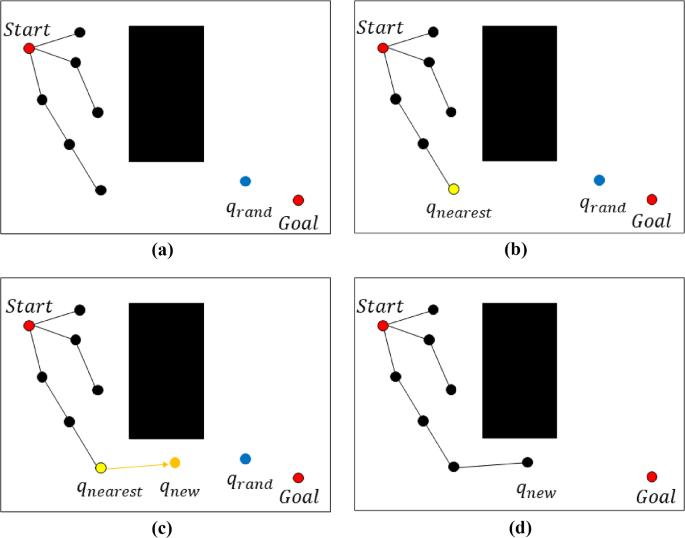 Start
q_rand
Goal
(a)
Start
q_nearest
q_rand
Goal
(b)
Start
q_nearest
q_new
q_rand
Goal
(c)
Start
q_new
Goal
(d)